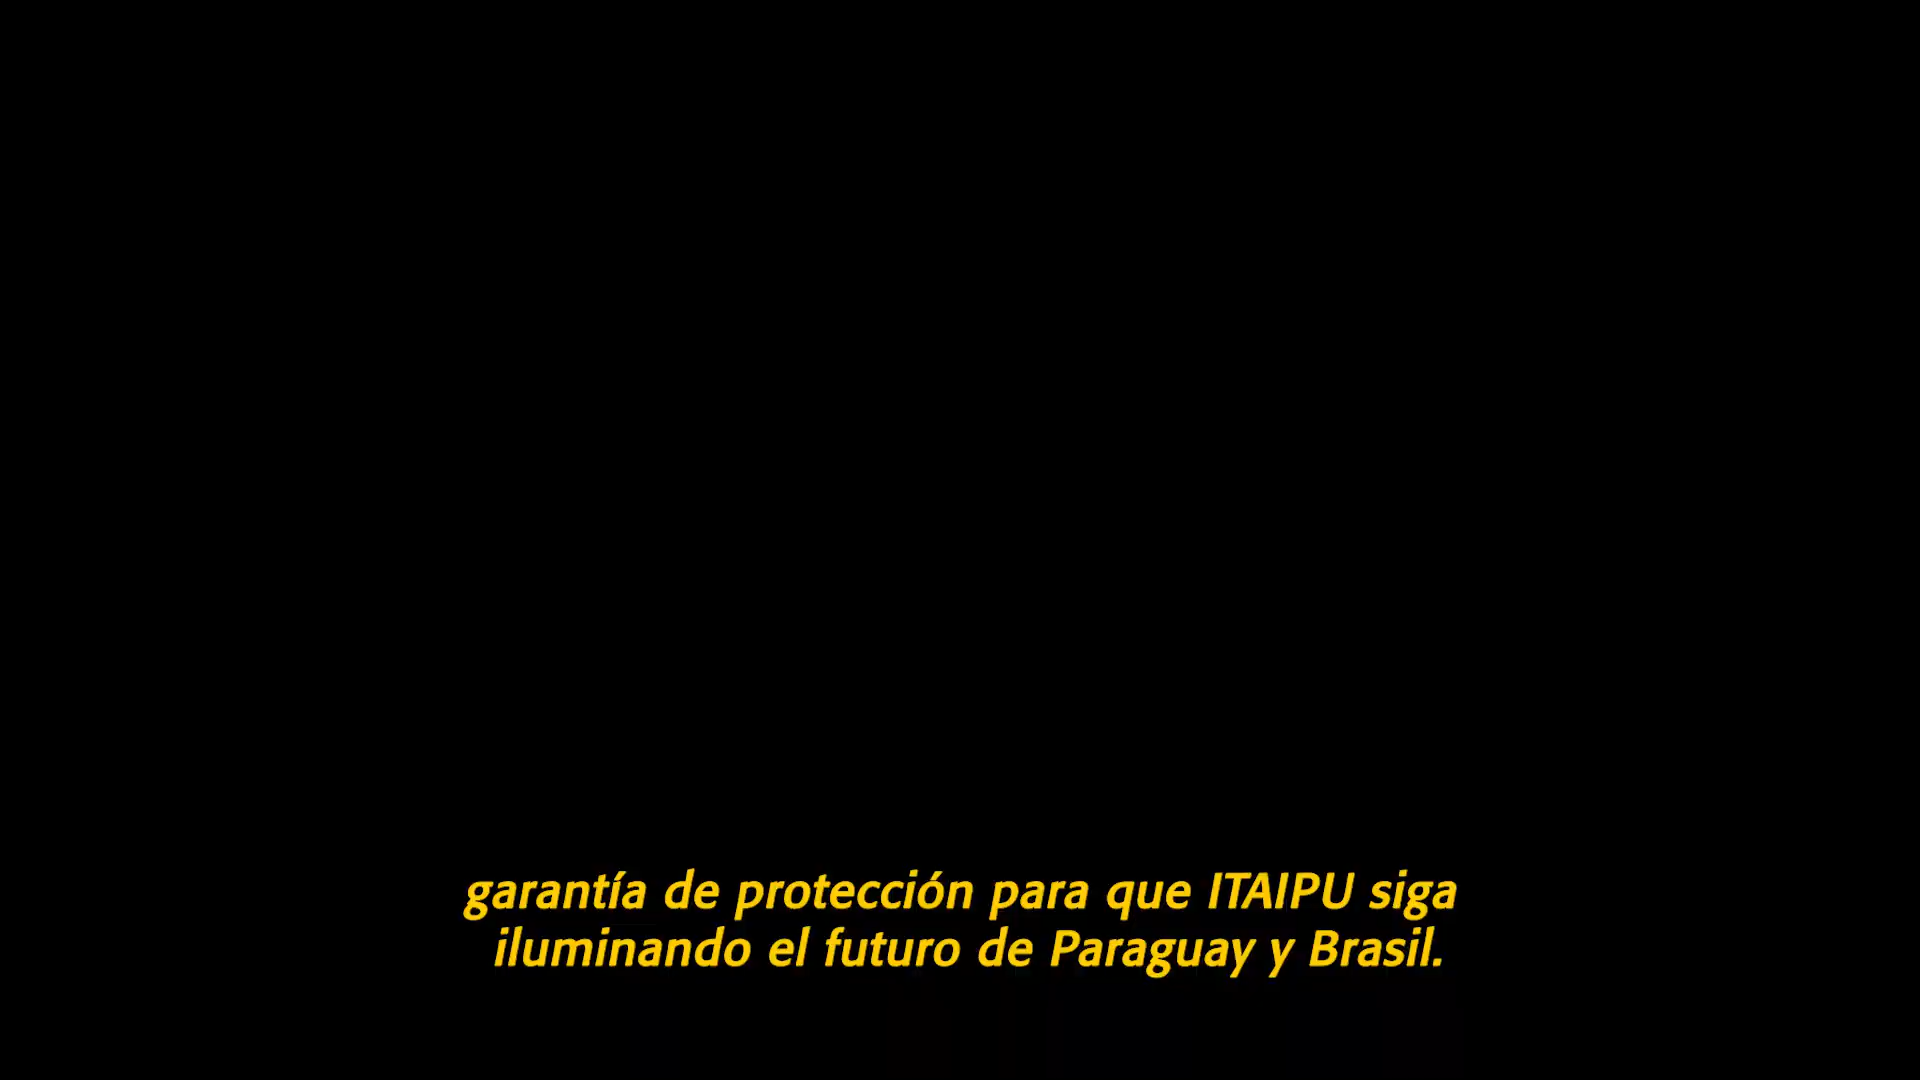 garantía de protección para que ITAIPU siga
iluminando el futuro de Paraguay y Brasil.